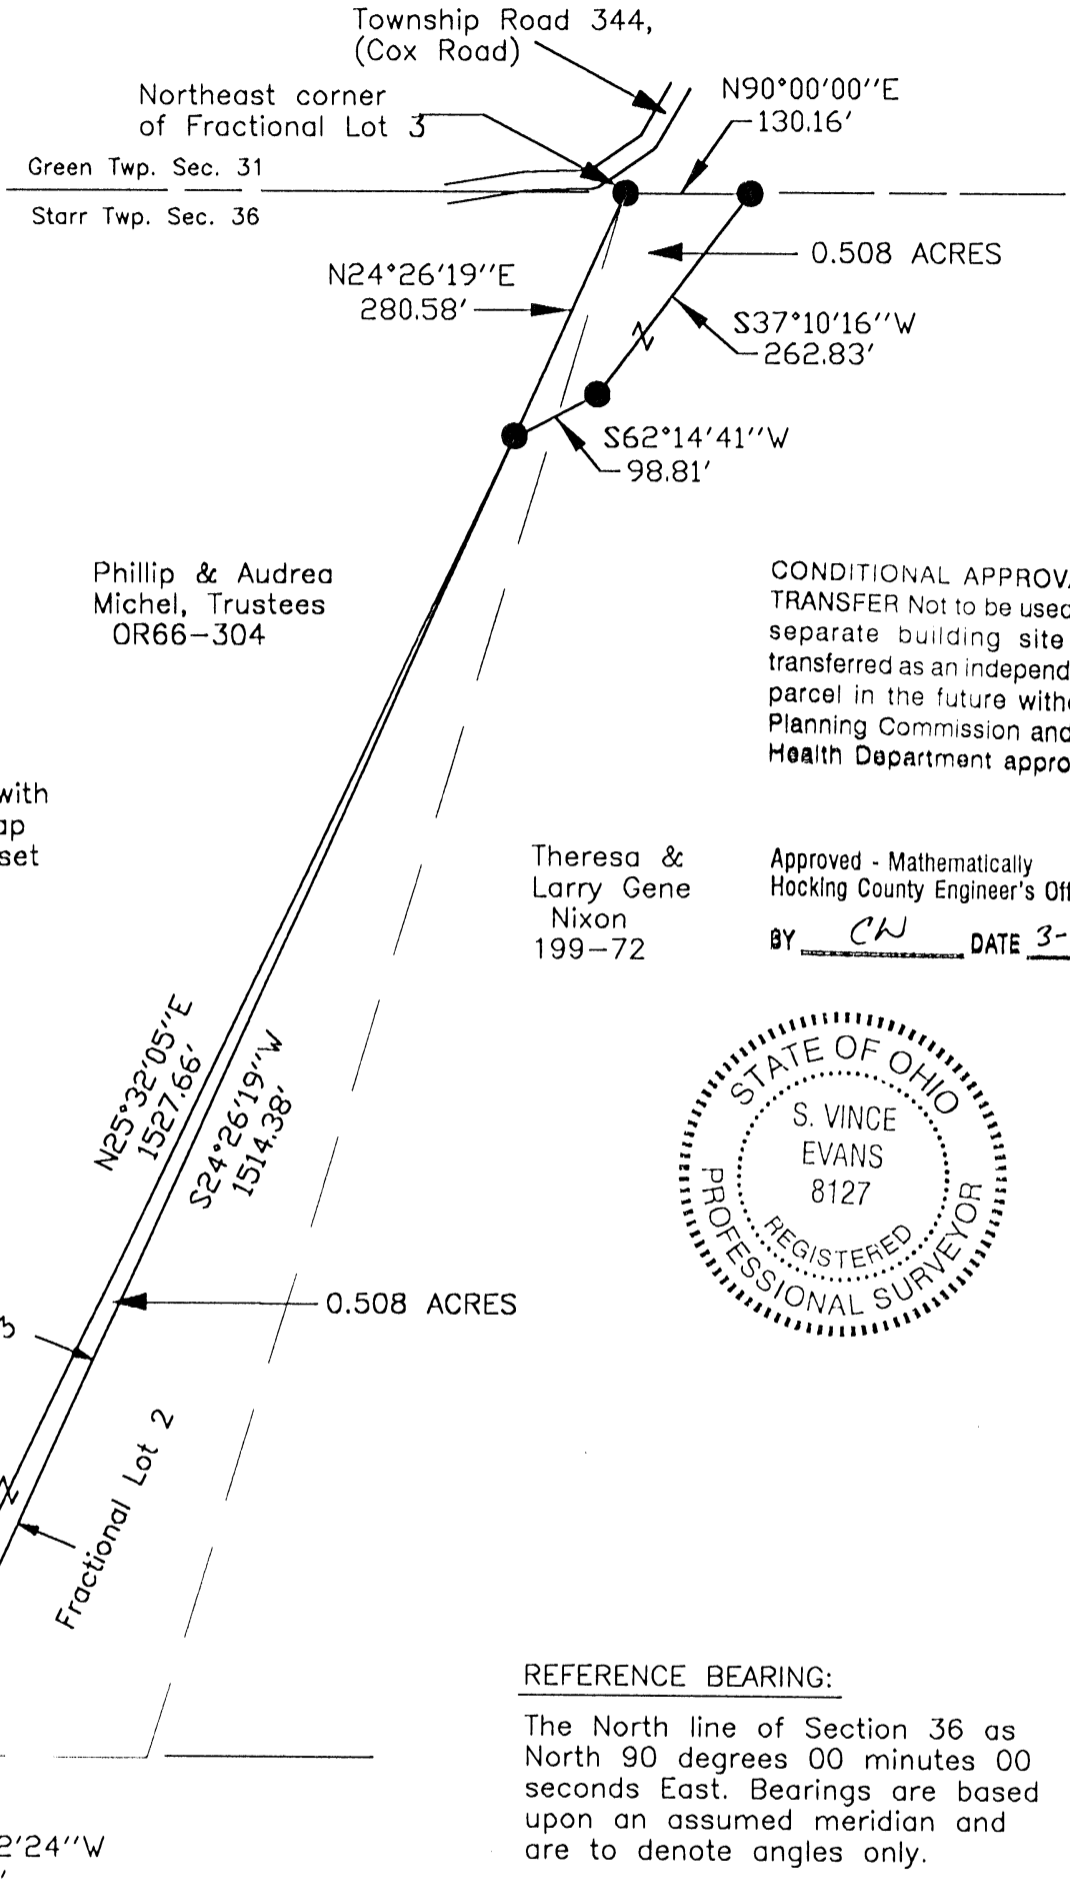 Township Road 344,
(Cox Road)
Northeast corner
of Fractional Lot 3
N90°00'00''E
130.16'
Green Twp. Sec. 31
Starr Twp. Sec. 36
0.508 ACRES
N24°26'19''E
280.58'
S37°10'16''W
262.83'
S62°14'41''W
98.81'
Phillip & Audrea
Michel, Trustees
OR66-304
CONDITIONAL APPROVA
TRANSFER Not to be used
separate building site
transferred as an independ
parcel in the future witho
Planning Commission and
Health Department appro
with
ap
set
Theresa &
Larry Gene
Nixon
199-72
Approved - Mathematically
Hocking County Engineer's Off
BY CW DATE 3-
N25°32'05''E
1527.66'
S24°26'19''W
1514.38'
STATE OF OHIO
S. VINCE
EVANS
8127
REGISTERED
PROFESSIONAL SURVEYOR
0.508 ACRES
3
Fractional Lot 2
REFERENCE BEARING:
The North line of Section 36 as
North 90 degrees 00 minutes 00
seconds East. Bearings are based
upon an assumed meridian and
are to denote angles only.
2'24''W
'